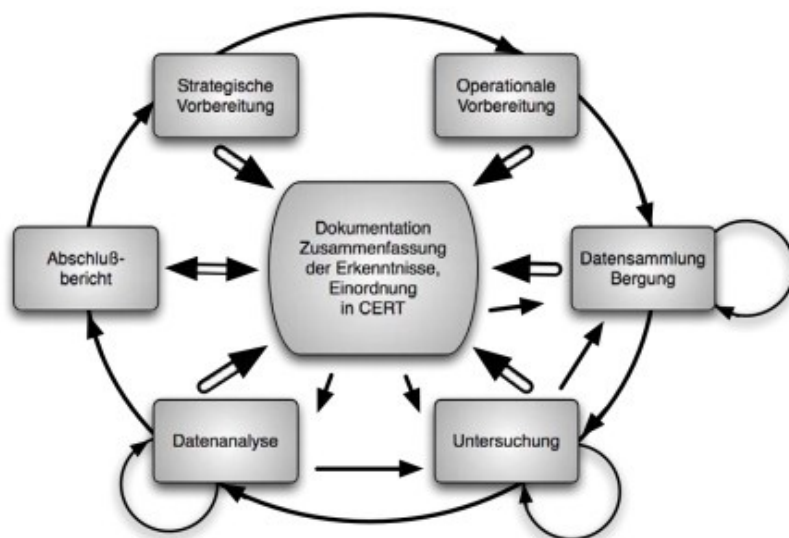 Strategische
Vorbereitung
Operationale
Vorbereitung
Dokumentation
Zusammenfassung
der Erkenntnisse,
Einordnung
in CERT
Abschluß-
bericht
Datensammlung
Bergung
Datenanalyse
Untersuchung